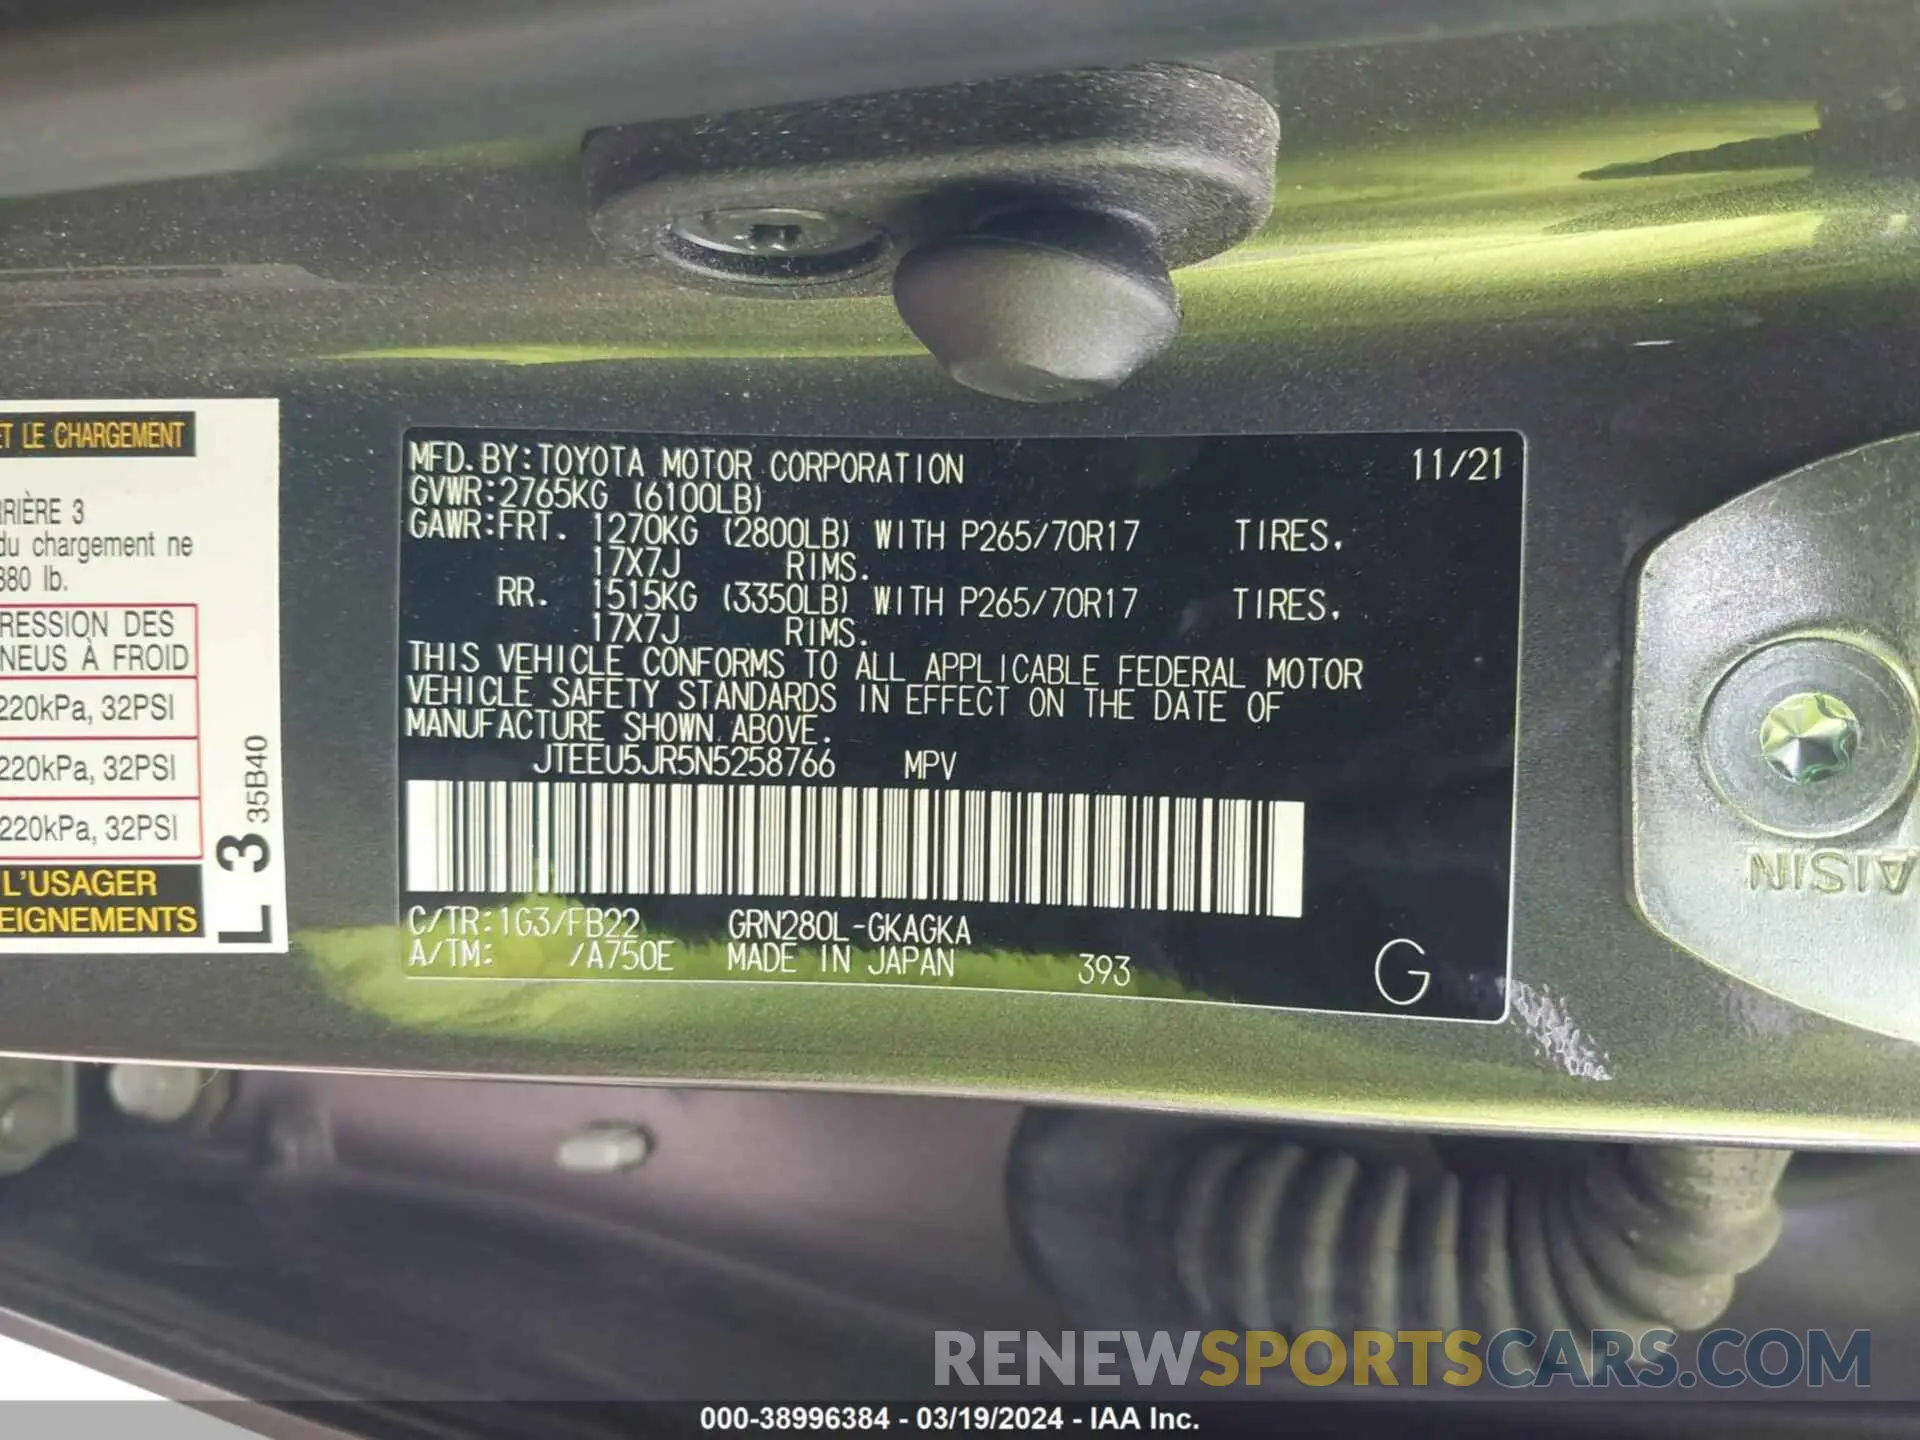 ET LE CHARGEMENT
RRIÈRE 3
du chargement ne
380 lb.
RESSION DES
NEUS À FROID
220kPa, 32PSI
220kPa, 32PSI
220kPa, 32PSI
L'USAGER
EIGNEMENTS
L 3 35B40
MFD. BY:TOYOTA MOTOR CORPORATION 11/21
GVWR:2765KG (6100LB)
GAWR:FRT. 1270KG (2800LB) WITH P265/70R17 TIRES,
17X7J RIMS.
RR. 1515KG (3350LB) WITH P265/70R17 TIRES,
17X7J RIMS.
THIS VEHICLE CONFORMS TO ALL APPLICABLE FEDERAL MOTOR
VEHICLE SAFETY STANDARDS IN EFFECT ON THE DATE OF
MANUFACTURE SHOWN ABOVE.
JTEEU5JR5N5258766 MPV
C/TR:1G3/FB22 GRN280L-GKAGKA
A/TM: /A750E MADE IN JAPAN 393 G
AISIN
RENEWSPORTSCARS.COM
000-38996384 - 03/19/2024 - IAA Inc.